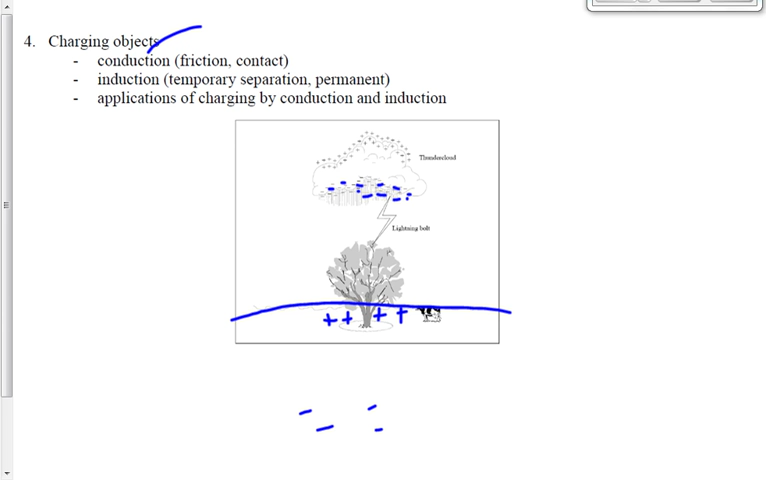 4. Charging objects
- conduction (friction, contact)
- induction (temporary separation, permanent)
- applications of charging by conduction and induction
Thundercloud
Lightning bolt
+ + + +